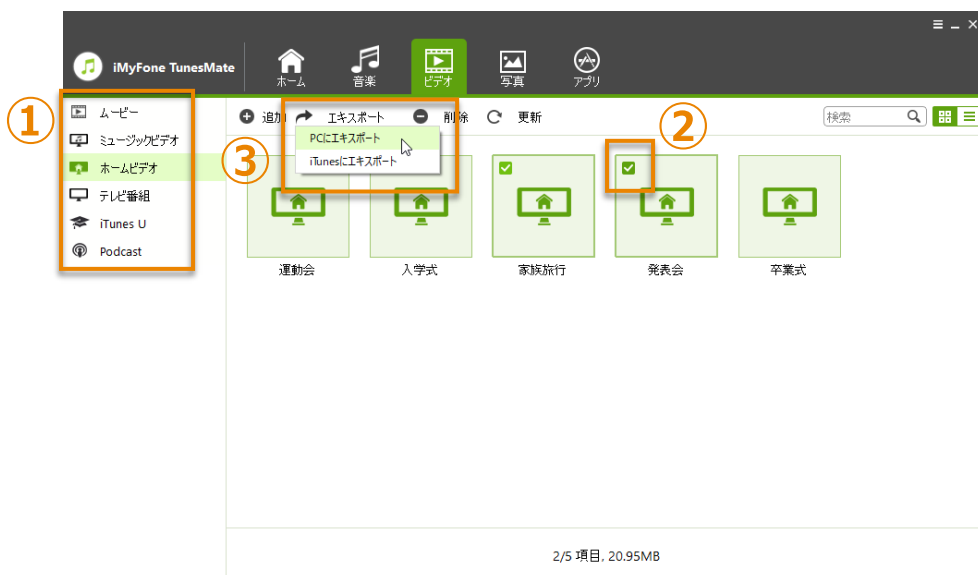 iMyFone TunesMate
ホーム
音楽
ビデオ
写真
アプリ
①
ムービー
ミュージックビデオ
ホームビデオ
テレビ番組
iTunes U
Podcast
追加
エキスポート
削除
更新
検索
②
③
PCにエキスポート
iTunesにエキスポート
運動会
入学式
家族旅行
発表会
卒業式
2/5 項目, 20.95MB